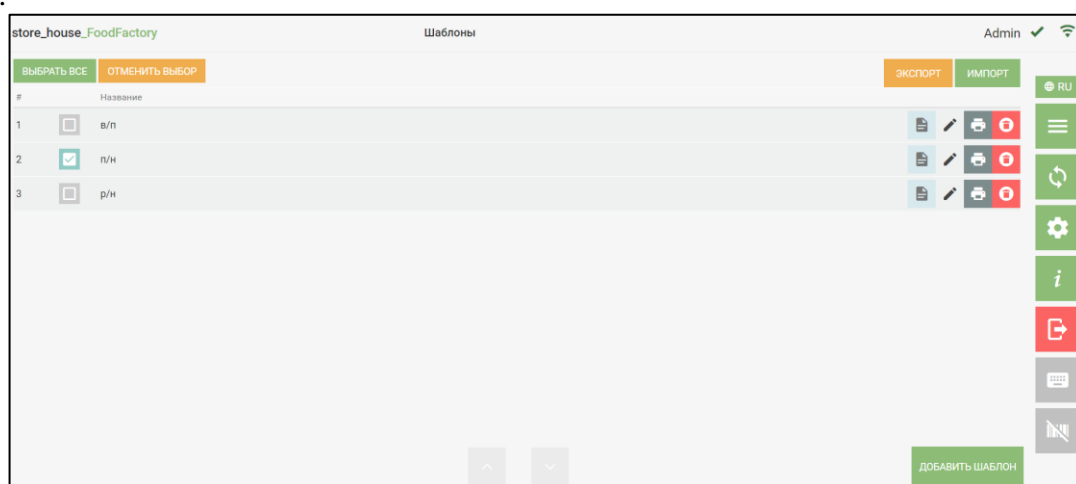 store_house_FoodFactory Шаблоны Admin
ВЫБРАТЬ ВСЕ ОТМЕНИТЬ ВЫБОР ЭКСПОРТ ИМПОРТ
RU
# Название
1 в/п
2 п/н
3 р/н
ДОБАВИТЬ ШАБЛОН